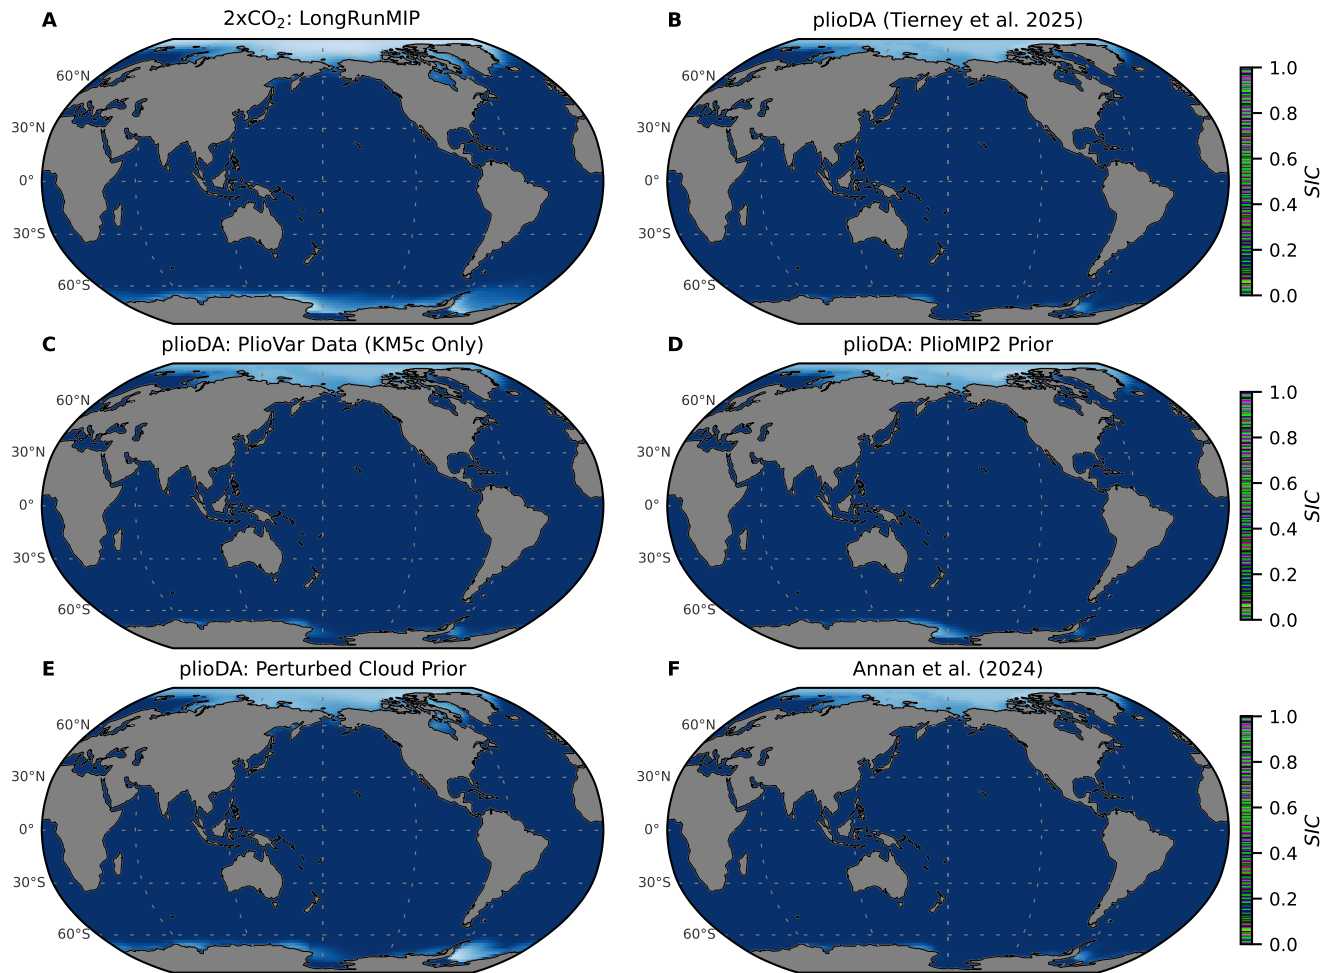 A 2xCO₂: LongRunMIP
B plioDA (Tierney et al. 2025)
60°N
30°N
0°
30°S
60°S
60°N
30°N
0°
30°S
60°S
1.0
0.8
0.6
0.4
0.2
0.0
SIC
C plioDA: PlioVar Data (KM5c Only)
D plioDA: PlioMIP2 Prior
60°N
30°N
0°
30°S
60°S
60°N
30°N
0°
30°S
60°S
1.0
0.8
0.6
0.4
0.2
0.0
SIC
E plioDA: Perturbed Cloud Prior
F Annan et al. (2024)
60°N
30°N
0°
30°S
60°S
60°N
30°N
0°
30°S
60°S
1.0
0.8
0.6
0.4
0.2
0.0
SIC